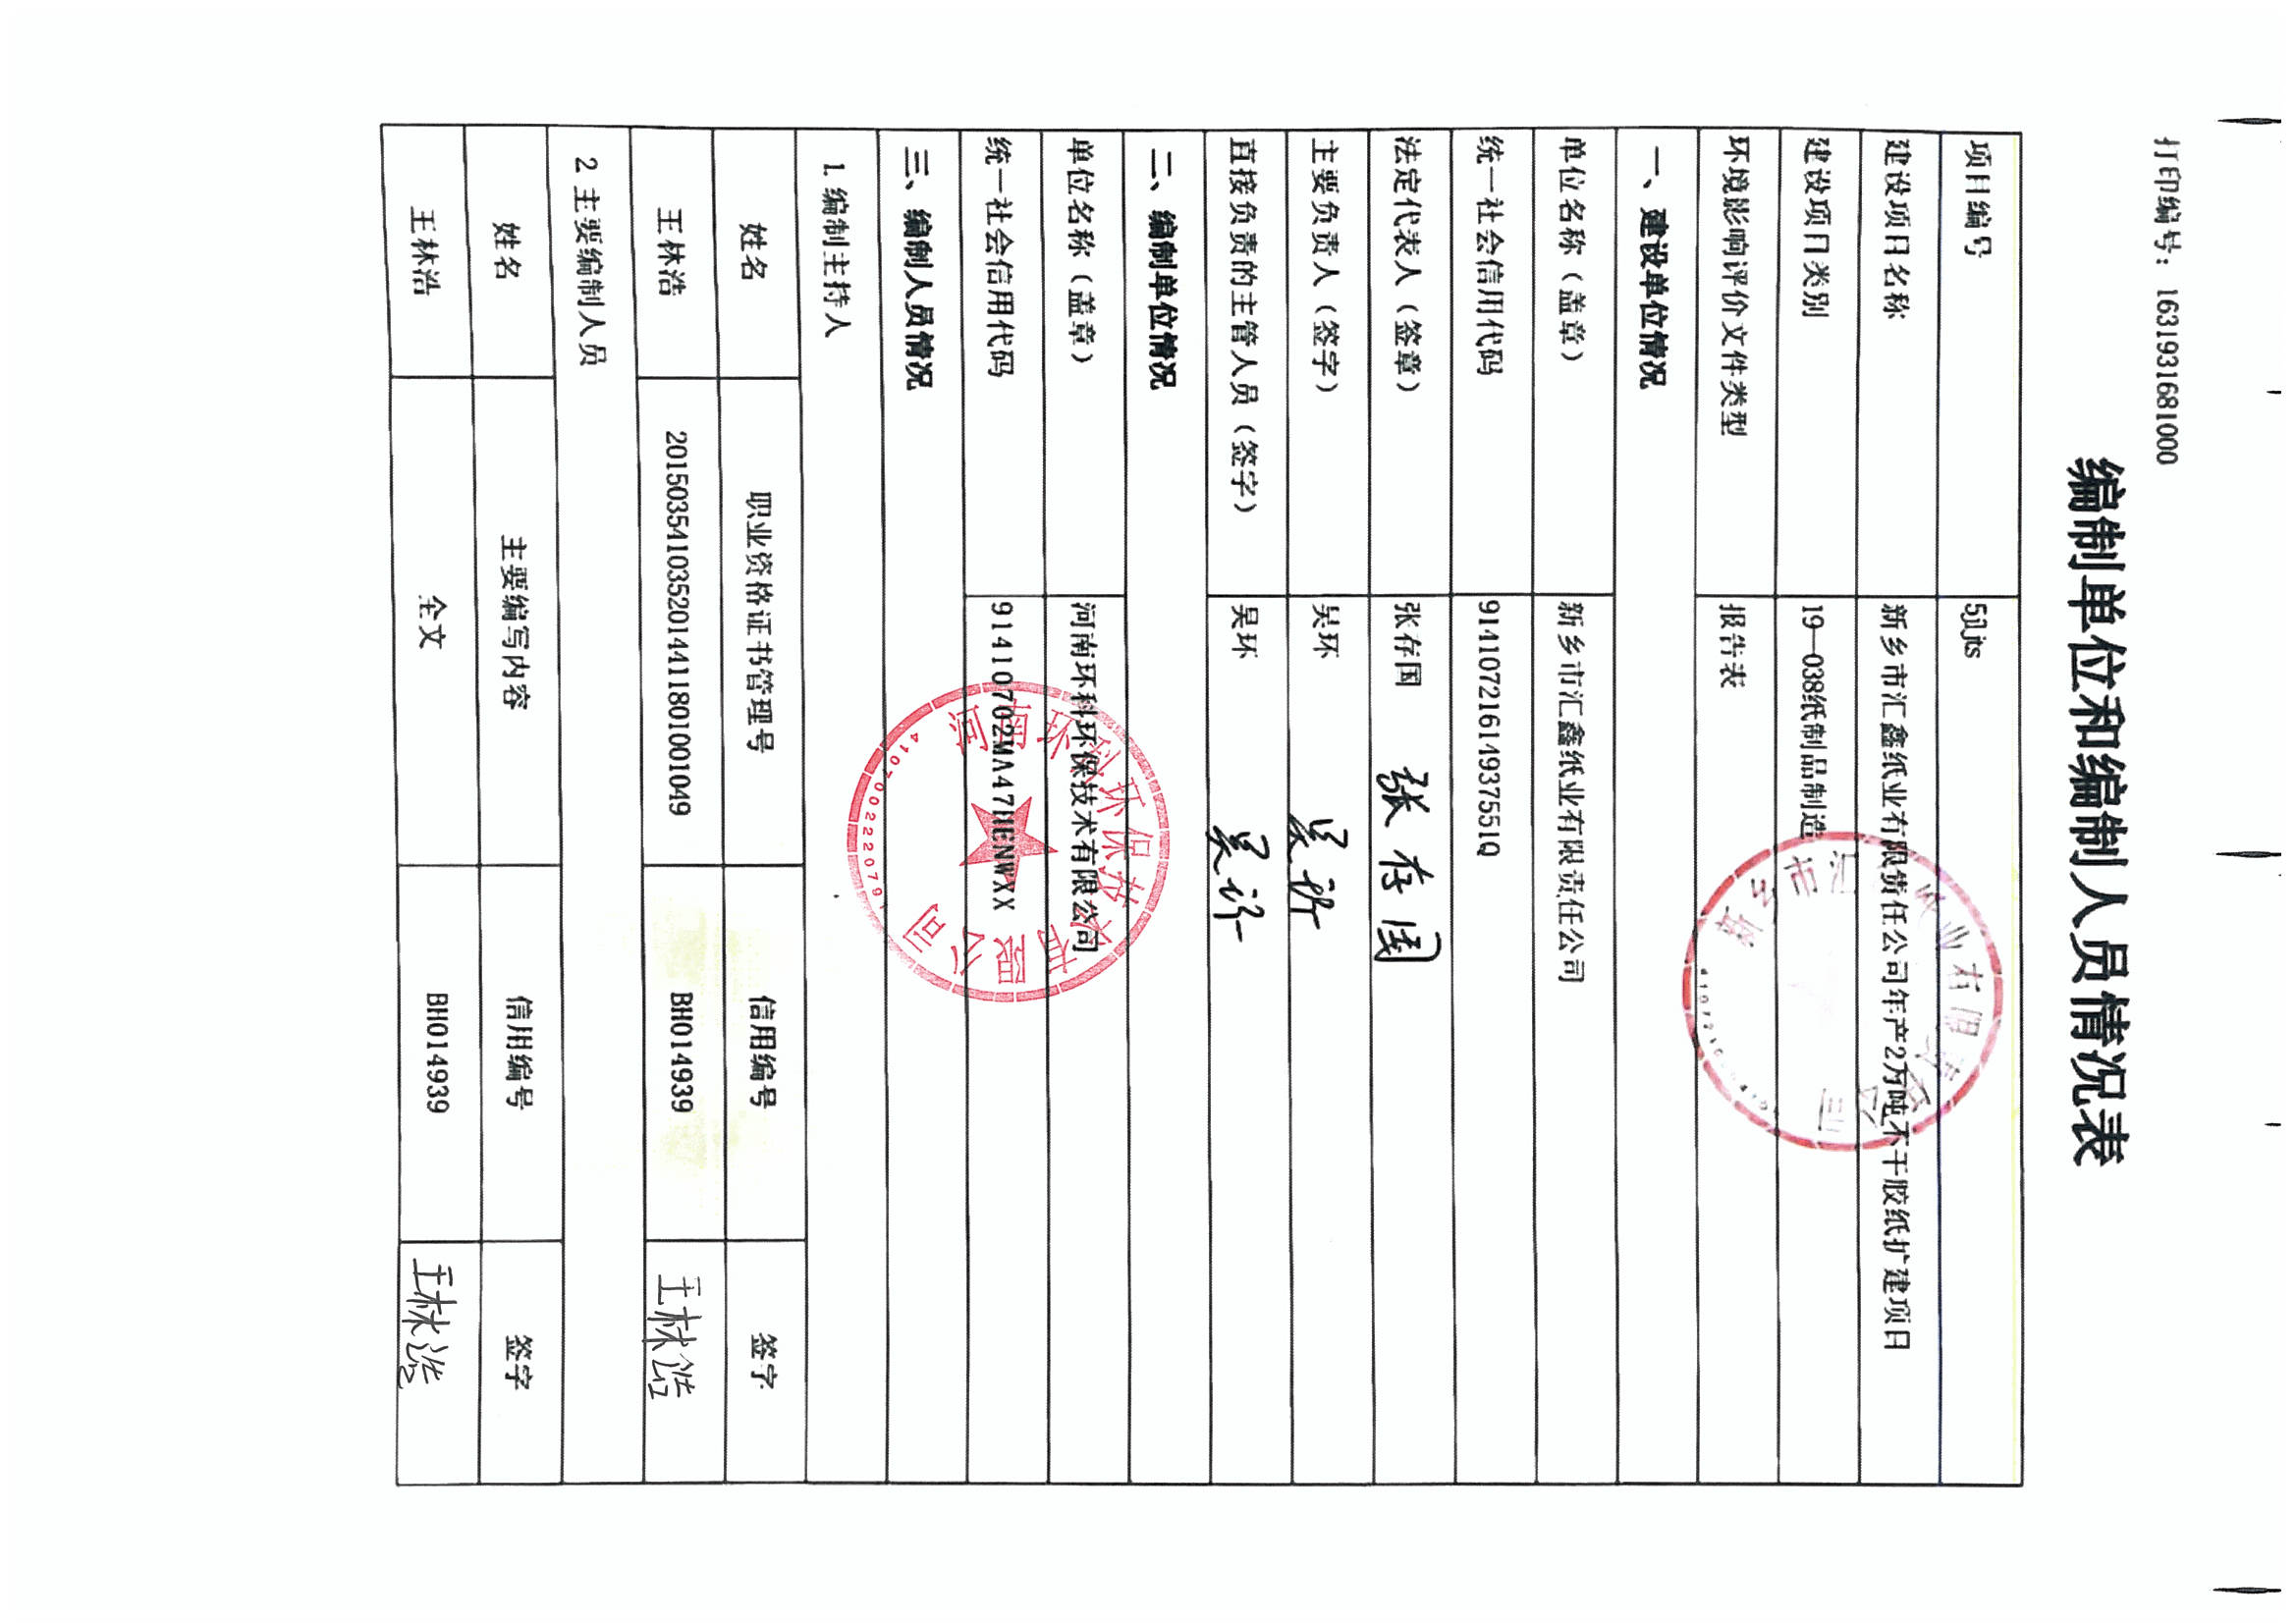 打印编号：1631931681000
编制单位和编制人员情况表
项目编号 5i1jts
建设项目名称 新乡市汇鑫纸业有限责任公司年产2万吨不干胶纸扩建项目
建设项目类别 19—038纸制品制造
环境影响评价文件类型 报告表
一、建设单位情况
单位名称（盖章） 新乡市汇鑫纸业有限责任公司
统一社会信用代码 91410721614937551Q
法定代表人（签章） 张存国 张存国
主要负责人（签字） 吴环
直接负责的主管人员（签字） 吴环
二、编制单位情况
单位名称（盖章） 河南环科环保技术有限公司
统一社会信用代码
三、编制人员情况
1. 编制主持人
姓名 职业资格证书管理号 信用编号 签字
王林浩 2015035410352014411801001049 BH014939 王林浩
2 主要编制人员
姓名 主要编写内容 信用编号 签字
王林浩 全文 BH014939 王林浩
河南环科环保技术有限公司